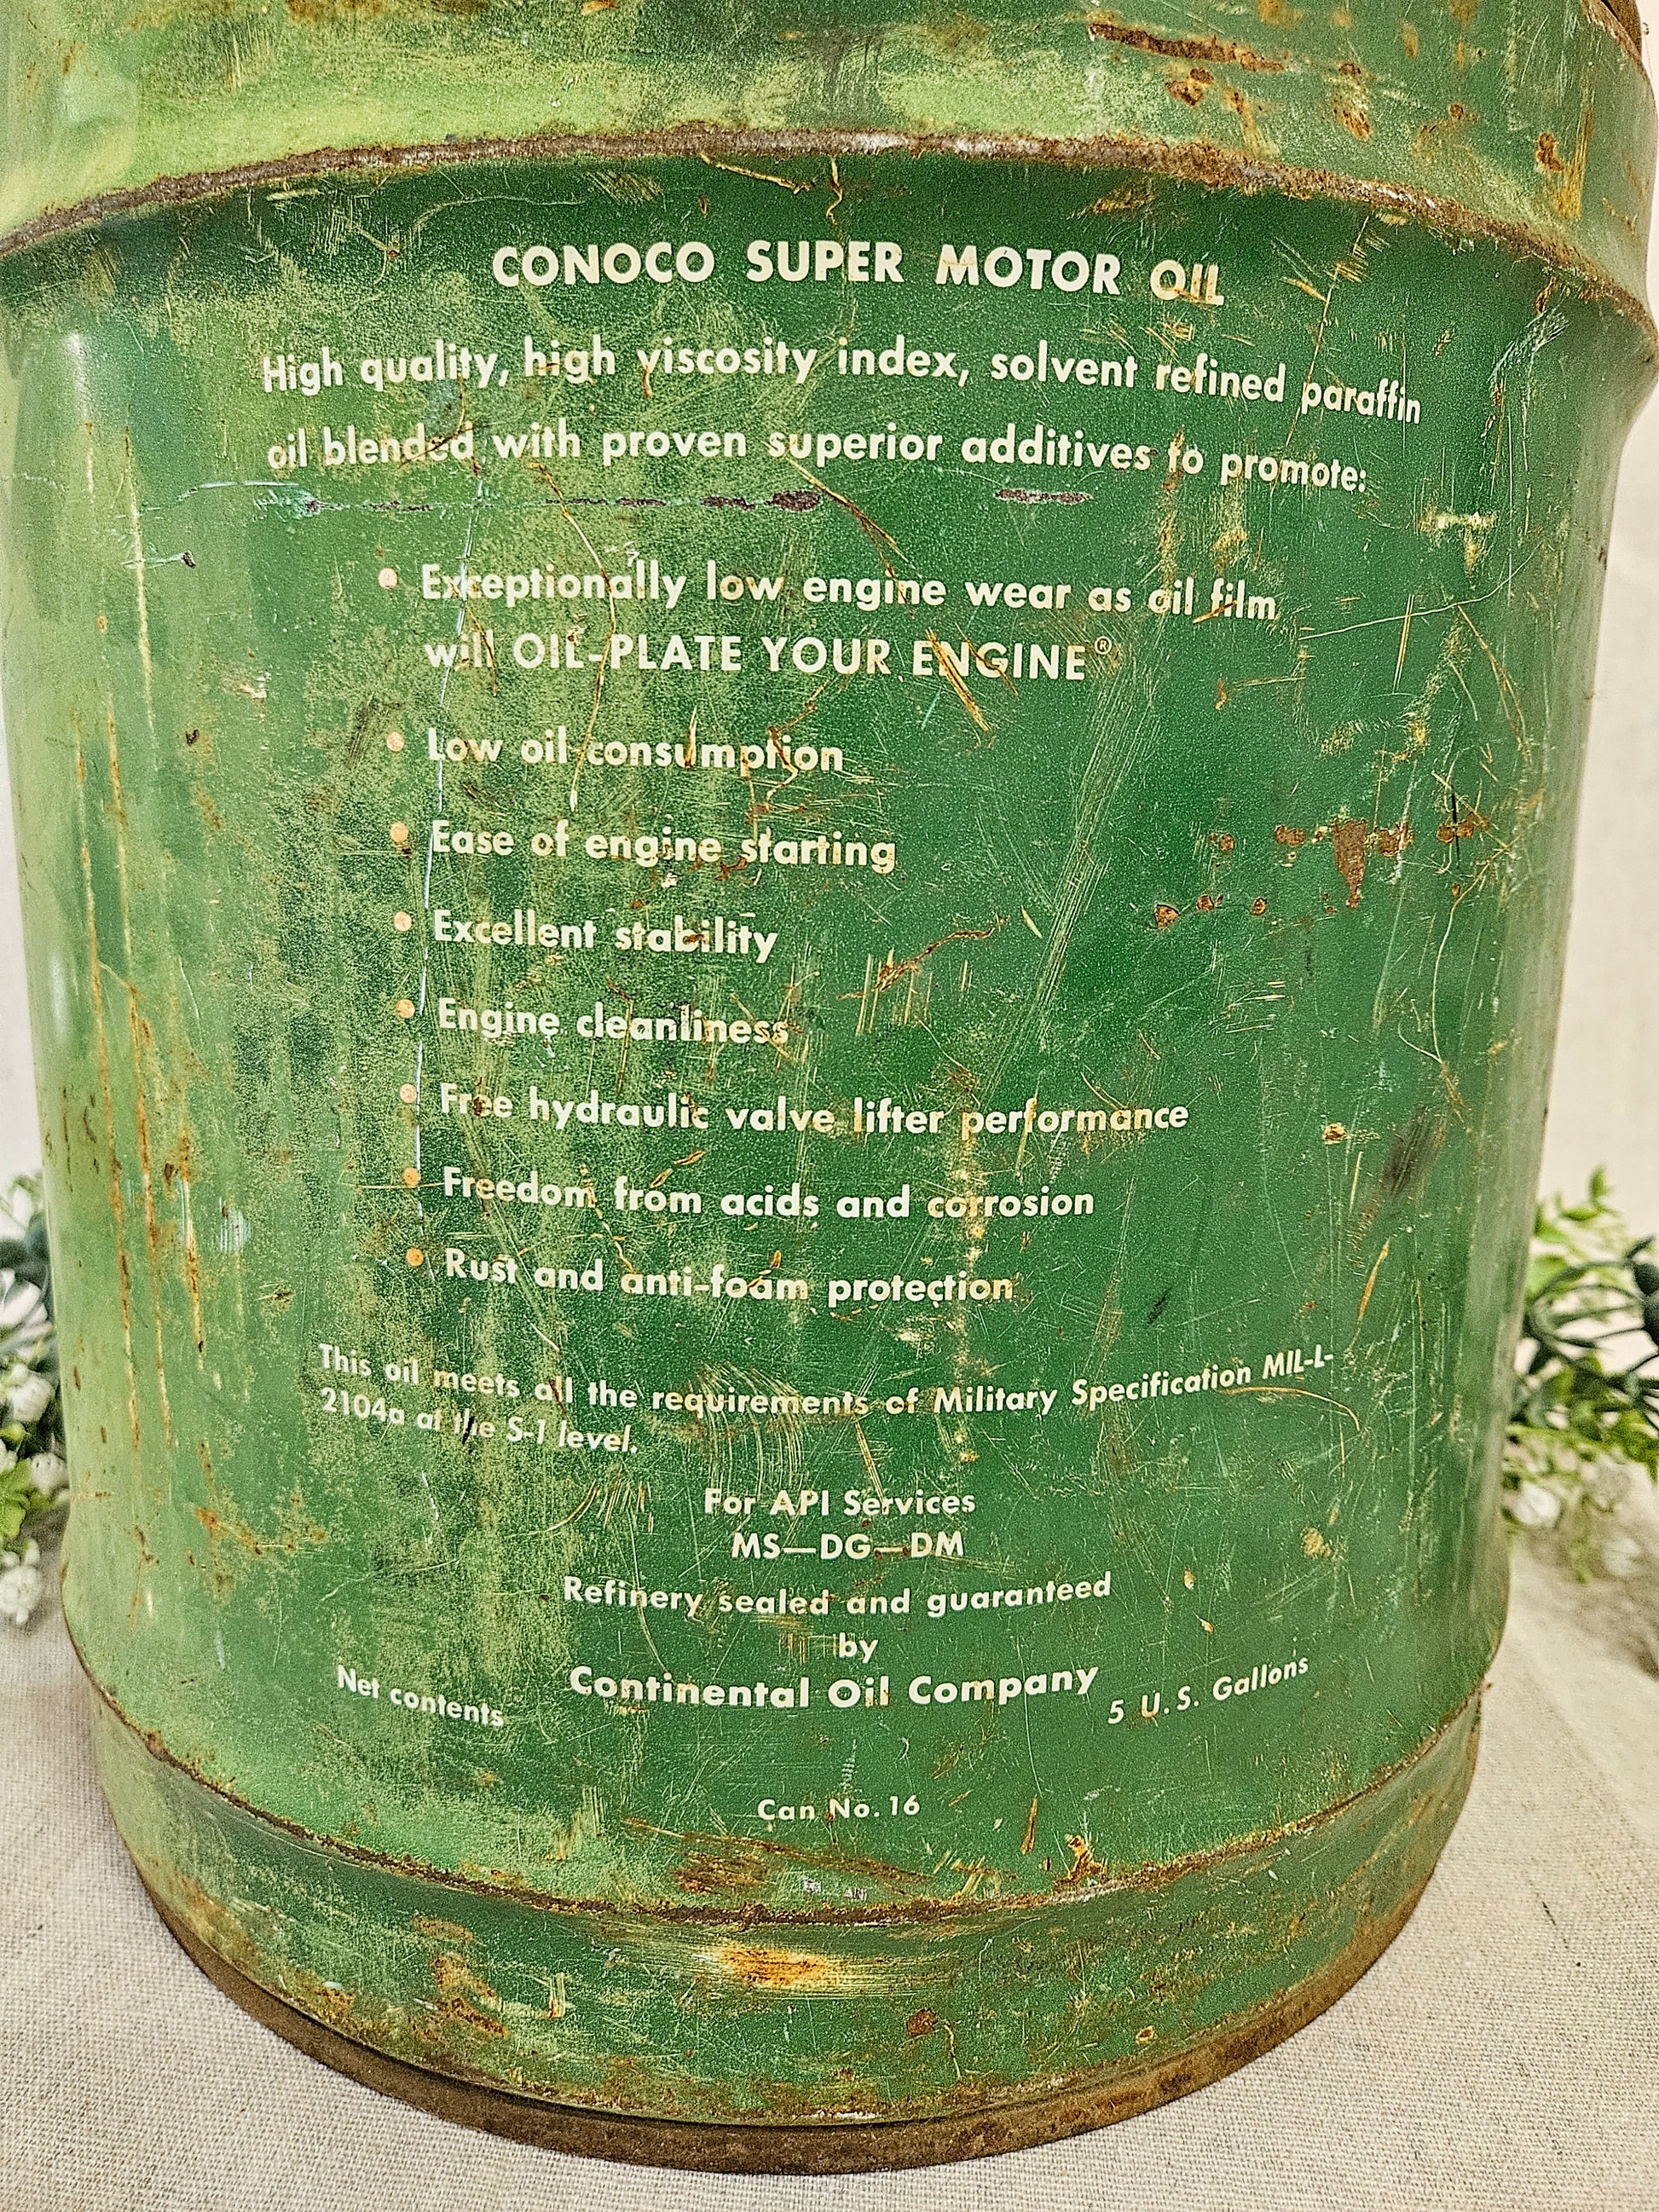 CONOCO SUPER MOTOR OIL
High quality, high viscosity index, solvent refined paraffin
oil blended with proven superior additives to promote:
• Exceptionally low engine wear as oil film
will OIL-PLATE YOUR ENGINE®
• Low oil consumption
• Ease of engine starting
• Excellent stability
• Engine cleanliness
• Free hydraulic valve lifter performance
• Freedom from acids and corrosion
• Rust and anti-foam protection
This oil meets all the requirements of Military Specification MIL-L-
2104a at the S-1 level.
For API Services
MS—DG—DM
Refinery sealed and guaranteed
by
Continental Oil Company
Net contents 5 U.S. Gallons
Can No. 16